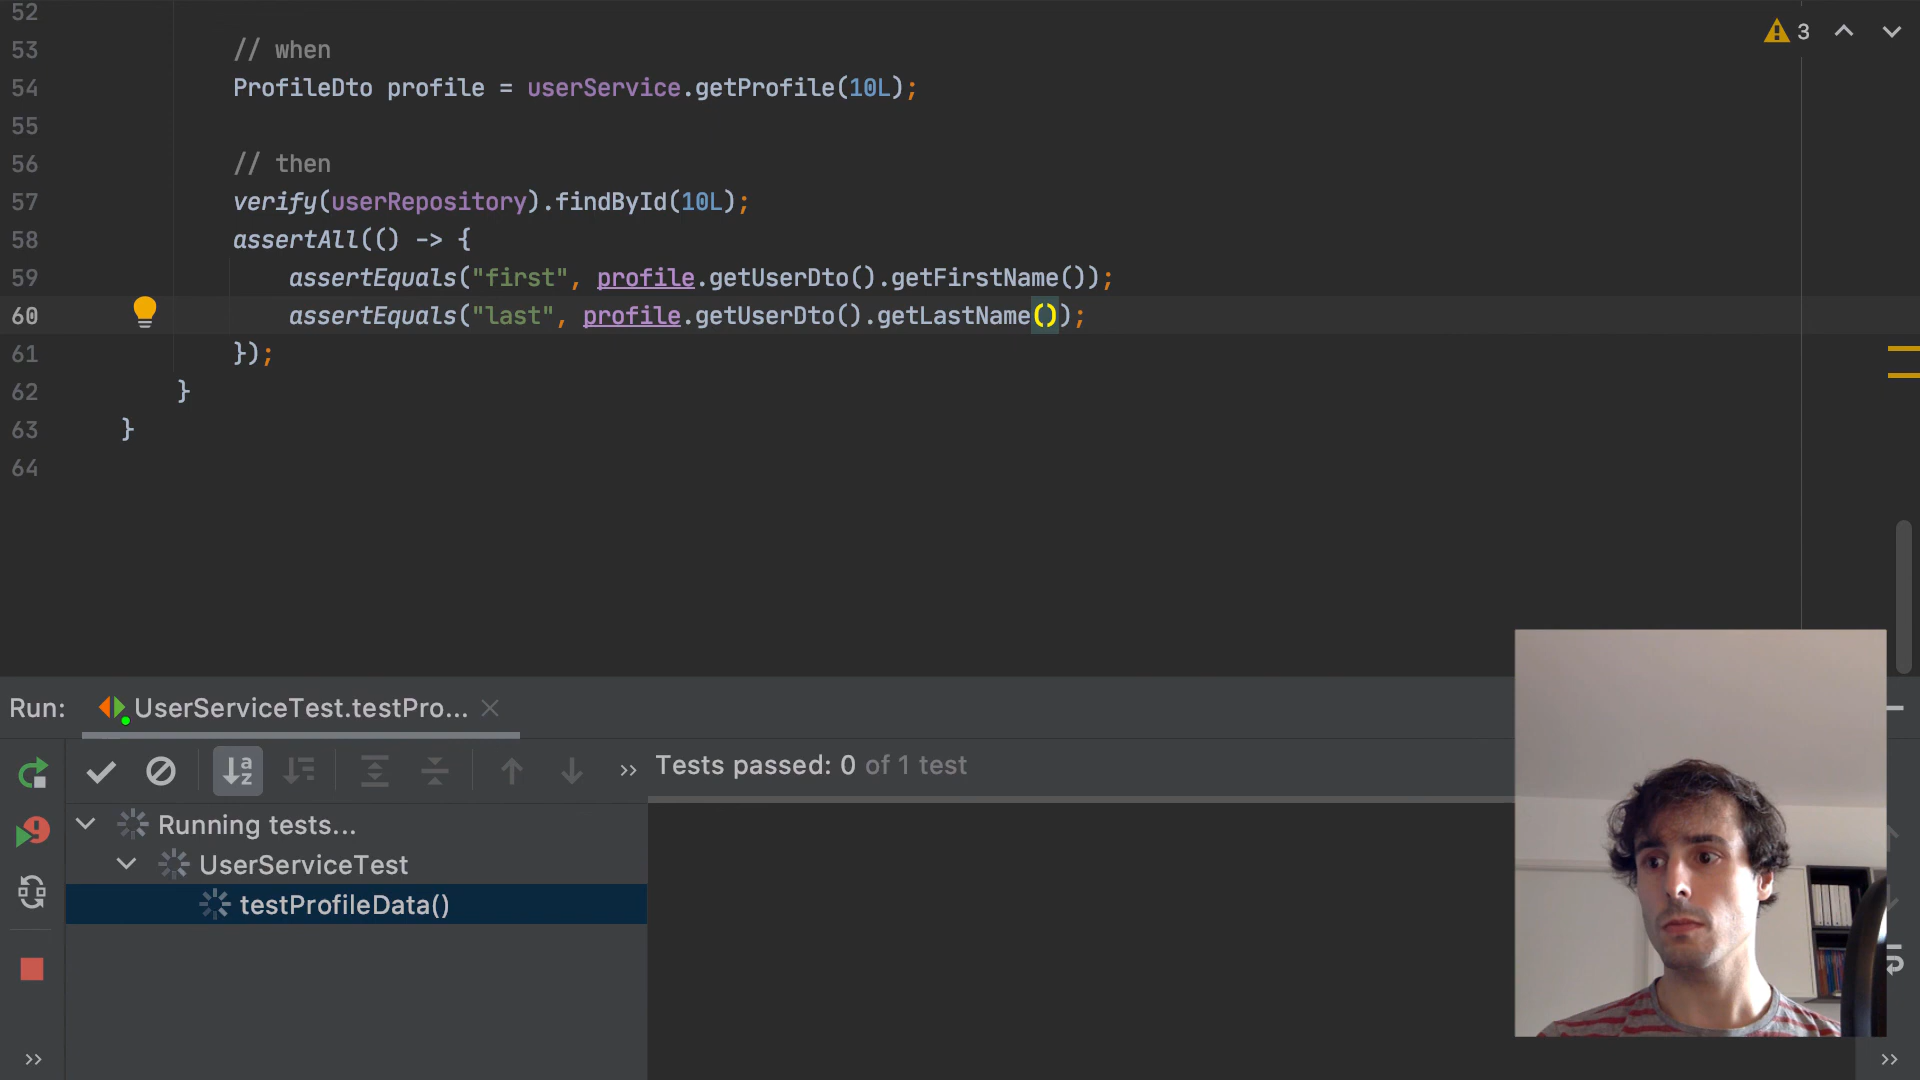 52
53 // when
54 ProfileDto profile = userService.getProfile(10L);
55
56 // then
57 verify(userRepository).findById(10L);
58 assertAll(() -> {
59 assertEquals("first", profile.getUserDto().getFirstName());
60 assertEquals("last", profile.getUserDto().getLastName());
61 });
62 }
63 }
64
3
Run: UserServiceTest.testPro...
Tests passed: 0 of 1 test
Running tests...
UserServiceTest
testProfileData()